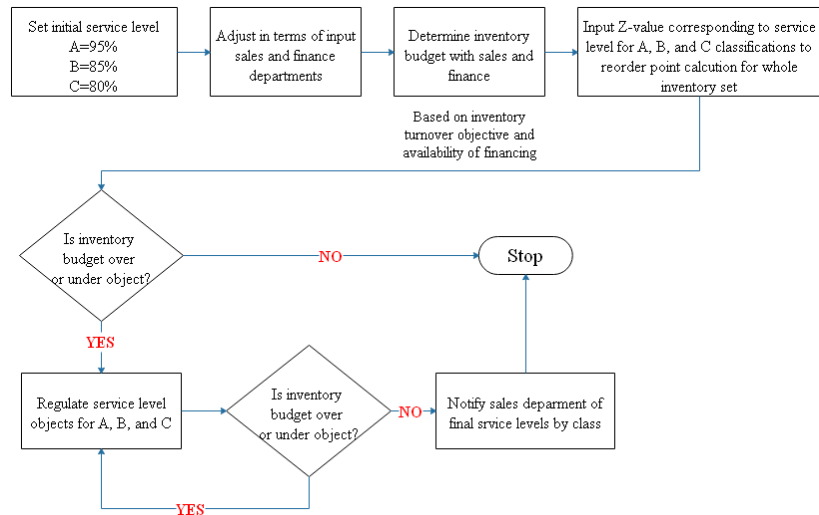 Set initial service level
A=95%
B=85%
C=80%
Adjust in terms of input
sales and finance
departments
Determine inventory
budget with sales and
finance
Input Z-value corresponding to service
level for A, B, and C classifications to
reorder point calcution for whole
inventory set
Based on inventory
turnover objective and
availability of financing
Is inventory
budget over
or under object?
NO
Stop
YES
Regulate service level
objects for A, B, and C
Is inventory
budget over
or under object?
NO
Notify sales deparment of
final srvice levels by class
YES